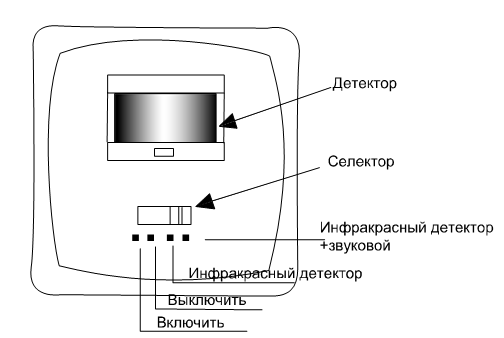 Детектор
Селектор
Инфракрасный детектор
+звуковой
Инфракрасный детектор
Выключить
Включить